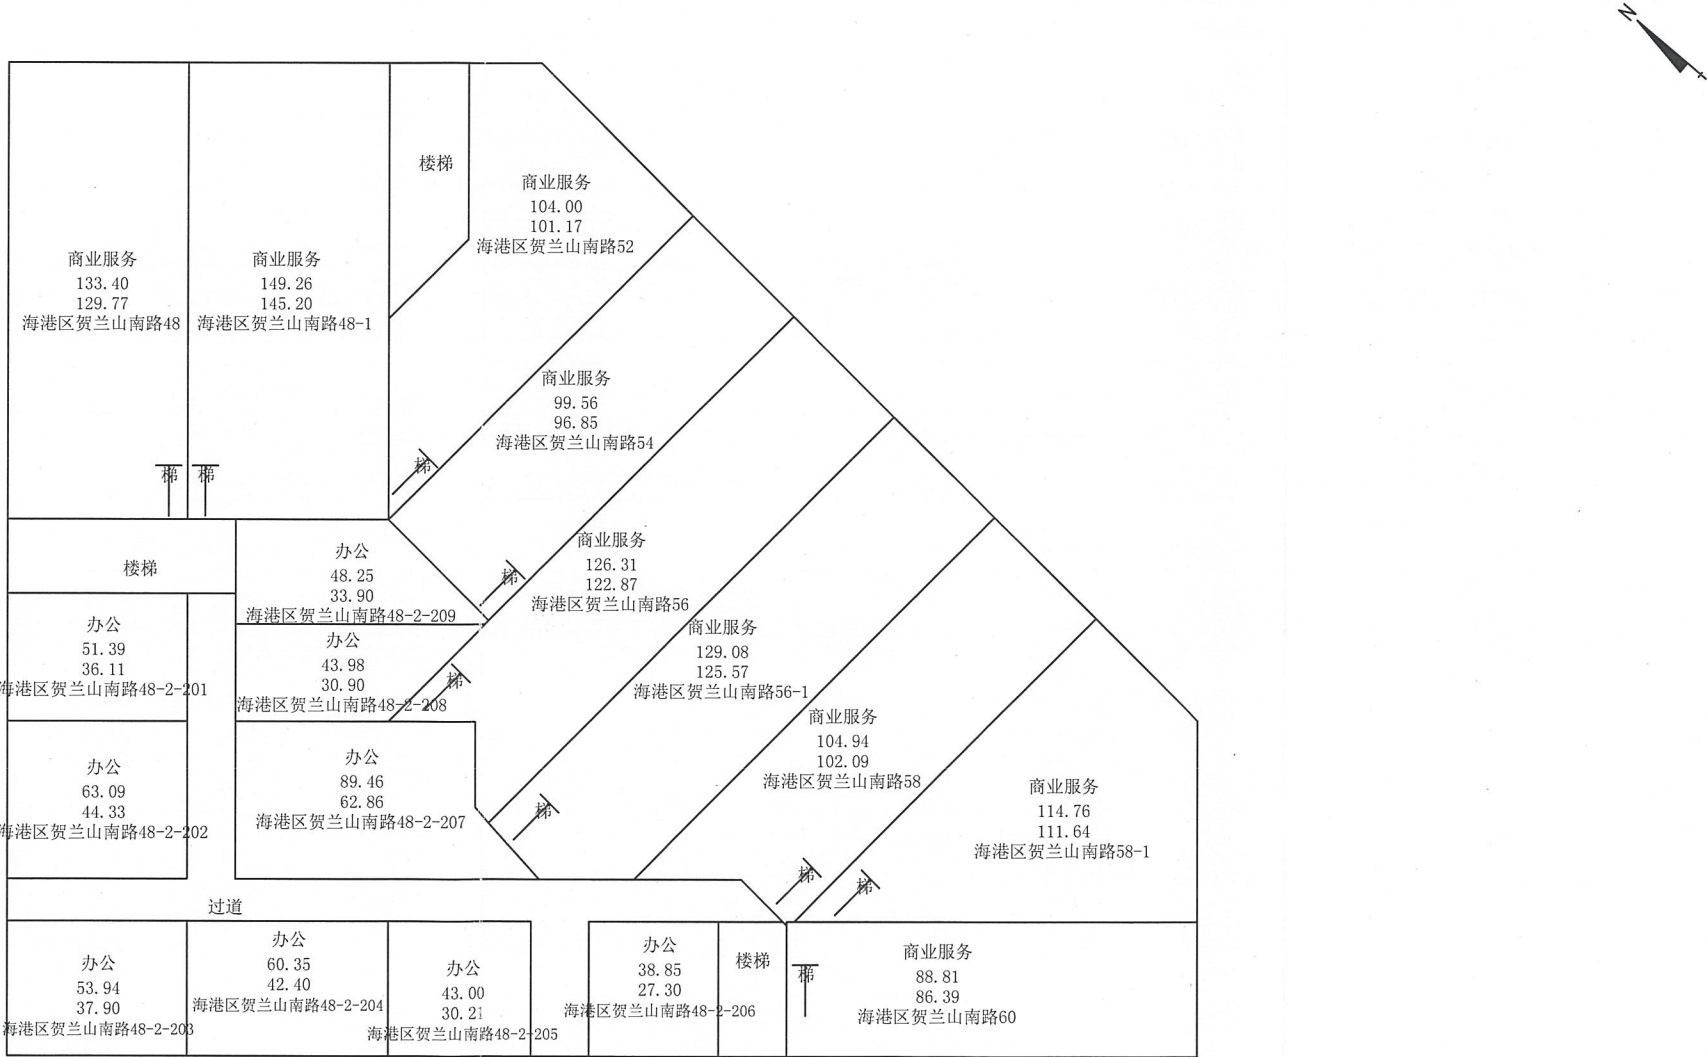 N
楼梯
商业服务
104.00
101.17
海港区贺兰山南路52
商业服务
133.40
129.77
海港区贺兰山南路48
商业服务
149.26
145.20
海港区贺兰山南路48-1
商业服务
99.56
96.85
海港区贺兰山南路54
梯
梯
梯
楼梯
办公
48.25
33.90
海港区贺兰山南路48-2-209
梯
商业服务
126.31
122.87
海港区贺兰山南路56
办公
51.39
36.11
海港区贺兰山南路48-2-201
办公
43.98
30.90
海港区贺兰山南路48-2-208
梯
商业服务
129.08
125.57
海港区贺兰山南路56-1
办公
63.09
44.33
海港区贺兰山南路48-2-202
办公
89.46
62.86
海港区贺兰山南路48-2-207
梯
商业服务
104.94
102.09
海港区贺兰山南路58
商业服务
114.76
111.64
海港区贺兰山南路58-1
梯
梯
过道
办公
53.94
37.90
海港区贺兰山南路48-2-203
办公
60.35
42.40
海港区贺兰山南路48-2-204
办公
43.00
30.21
海港区贺兰山南路48-2-205
办公
38.85
27.30
海港区贺兰山南路48-2-206
楼梯
梯
商业服务
88.81
86.39
海港区贺兰山南路60